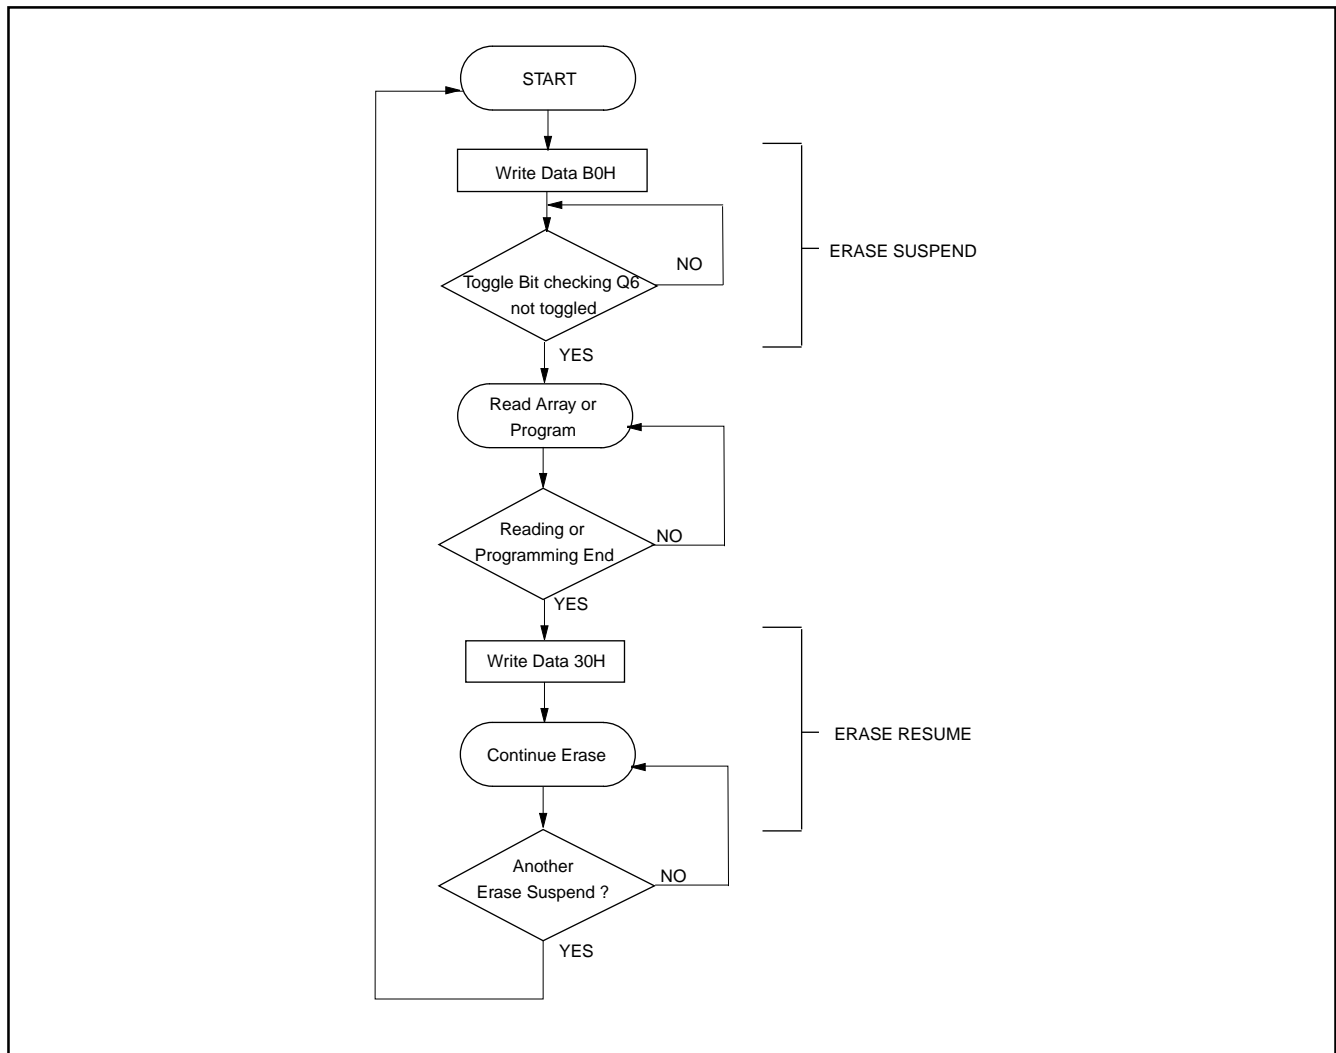 START
Write Data B0H
ERASE SUSPEND
NO
Toggle Bit checking Q6
not toggled
YES
Read Array or
Program
Reading or
Programming End
NO
YES
Write Data 30H
ERASE RESUME
Continue Erase
Another
Erase Suspend ?
NO
YES